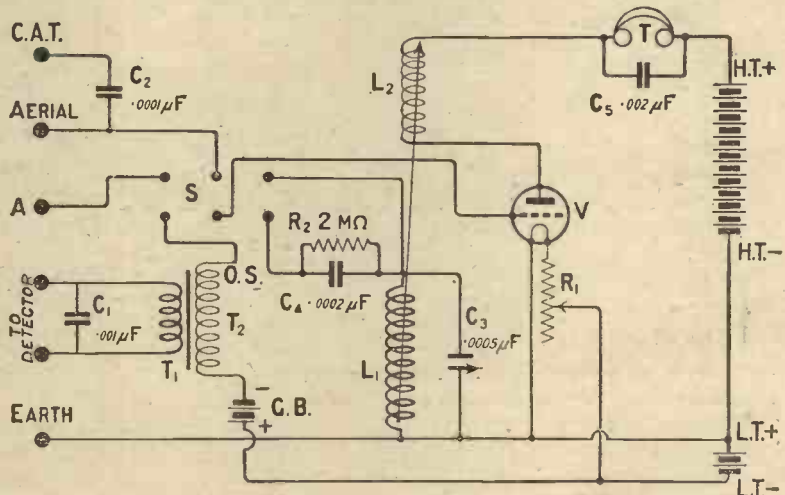 C.A.T.
C2
.0001µF
AERIAL
A
S
TO DETECTOR
C1
.001µF
T1
O.S.
T2
EARTH
-
G.B.
+
R2 2 MΩ
C4 .0002µF
L1
L2
C3
.0005µF
T
C5 .002µF
V
R1
H.T.+
H.T.-
L.T.+
L.T.-